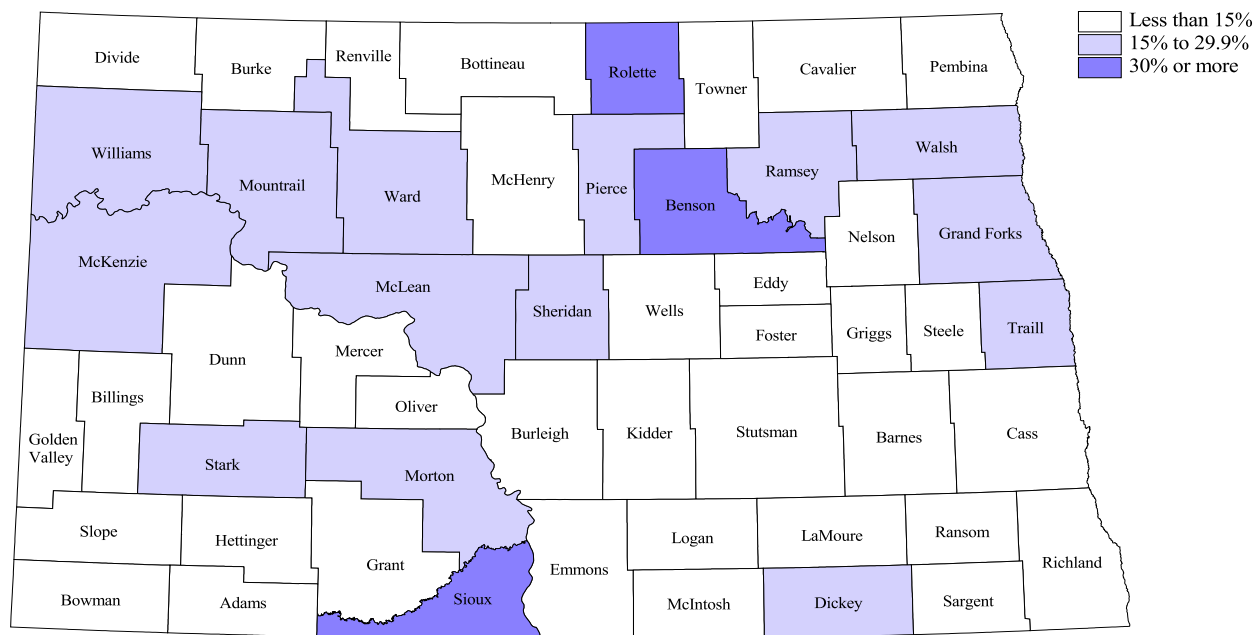 Less than 15%
15% to 29.9%
30% or more
Divide
Burke
Renville
Bottineau
Rolette
Towner
Cavalier
Pembina
Williams
Mountrail
Ward
McHenry
Pierce
Benson
Ramsey
Walsh
McKenzie
Nelson
Grand Forks
McLean
Sheridan
Wells
Eddy
Foster
Griggs
Steele
Traill
Dunn
Mercer
Oliver
Billings
Golden
Valley
Stark
Morton
Burleigh
Kidder
Stutsman
Barnes
Cass
Slope
Hettinger
Grant
Emmons
Logan
LaMoure
Ransom
Richland
Bowman
Adams
Sioux
McIntosh
Dickey
Sargent